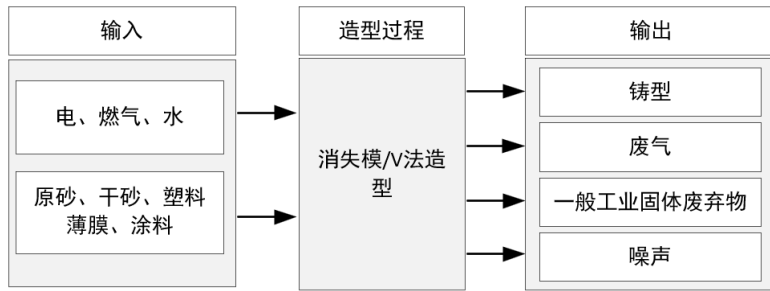 输入
造型过程
输出
电、燃气、水
原砂、干砂、塑料
薄膜、涂料
消失模/V法造
型
铸型
废气
一般工业固体废弃物
噪声